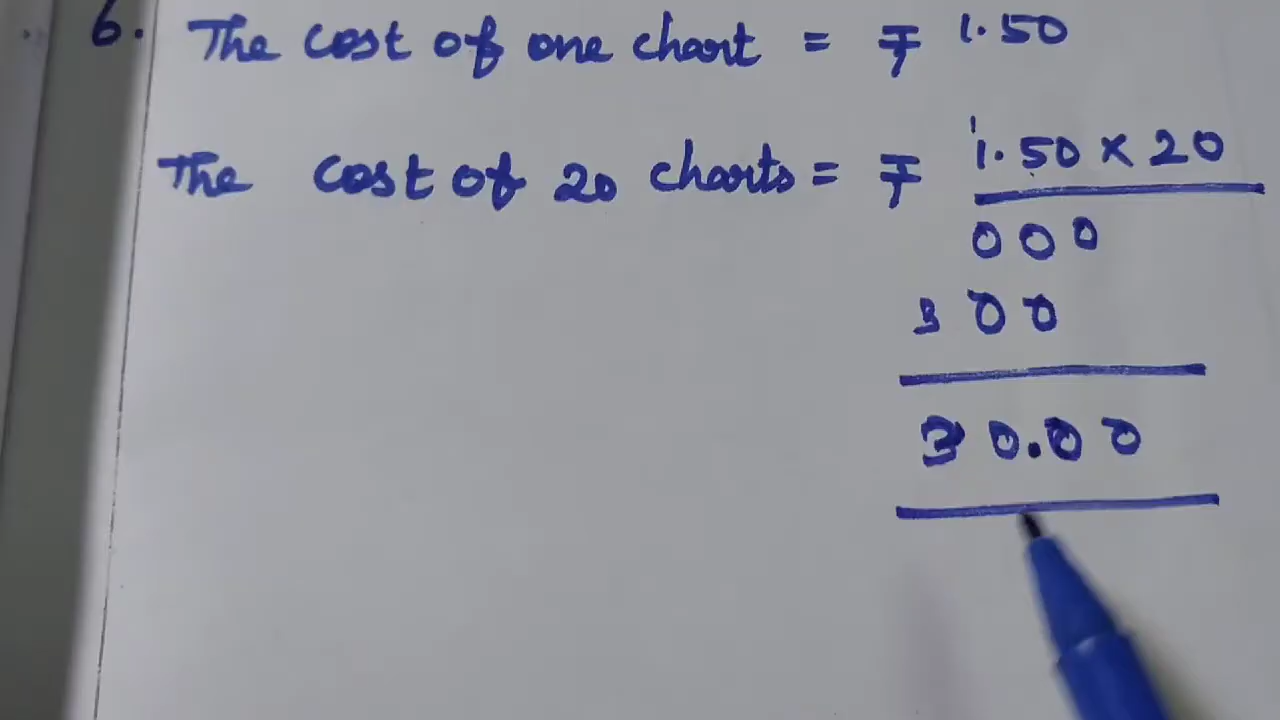 6. The cost of one chart = ₹ 1.50
1
The cost of 20 charts = ₹ 1.50 × 20
000
300
30.00